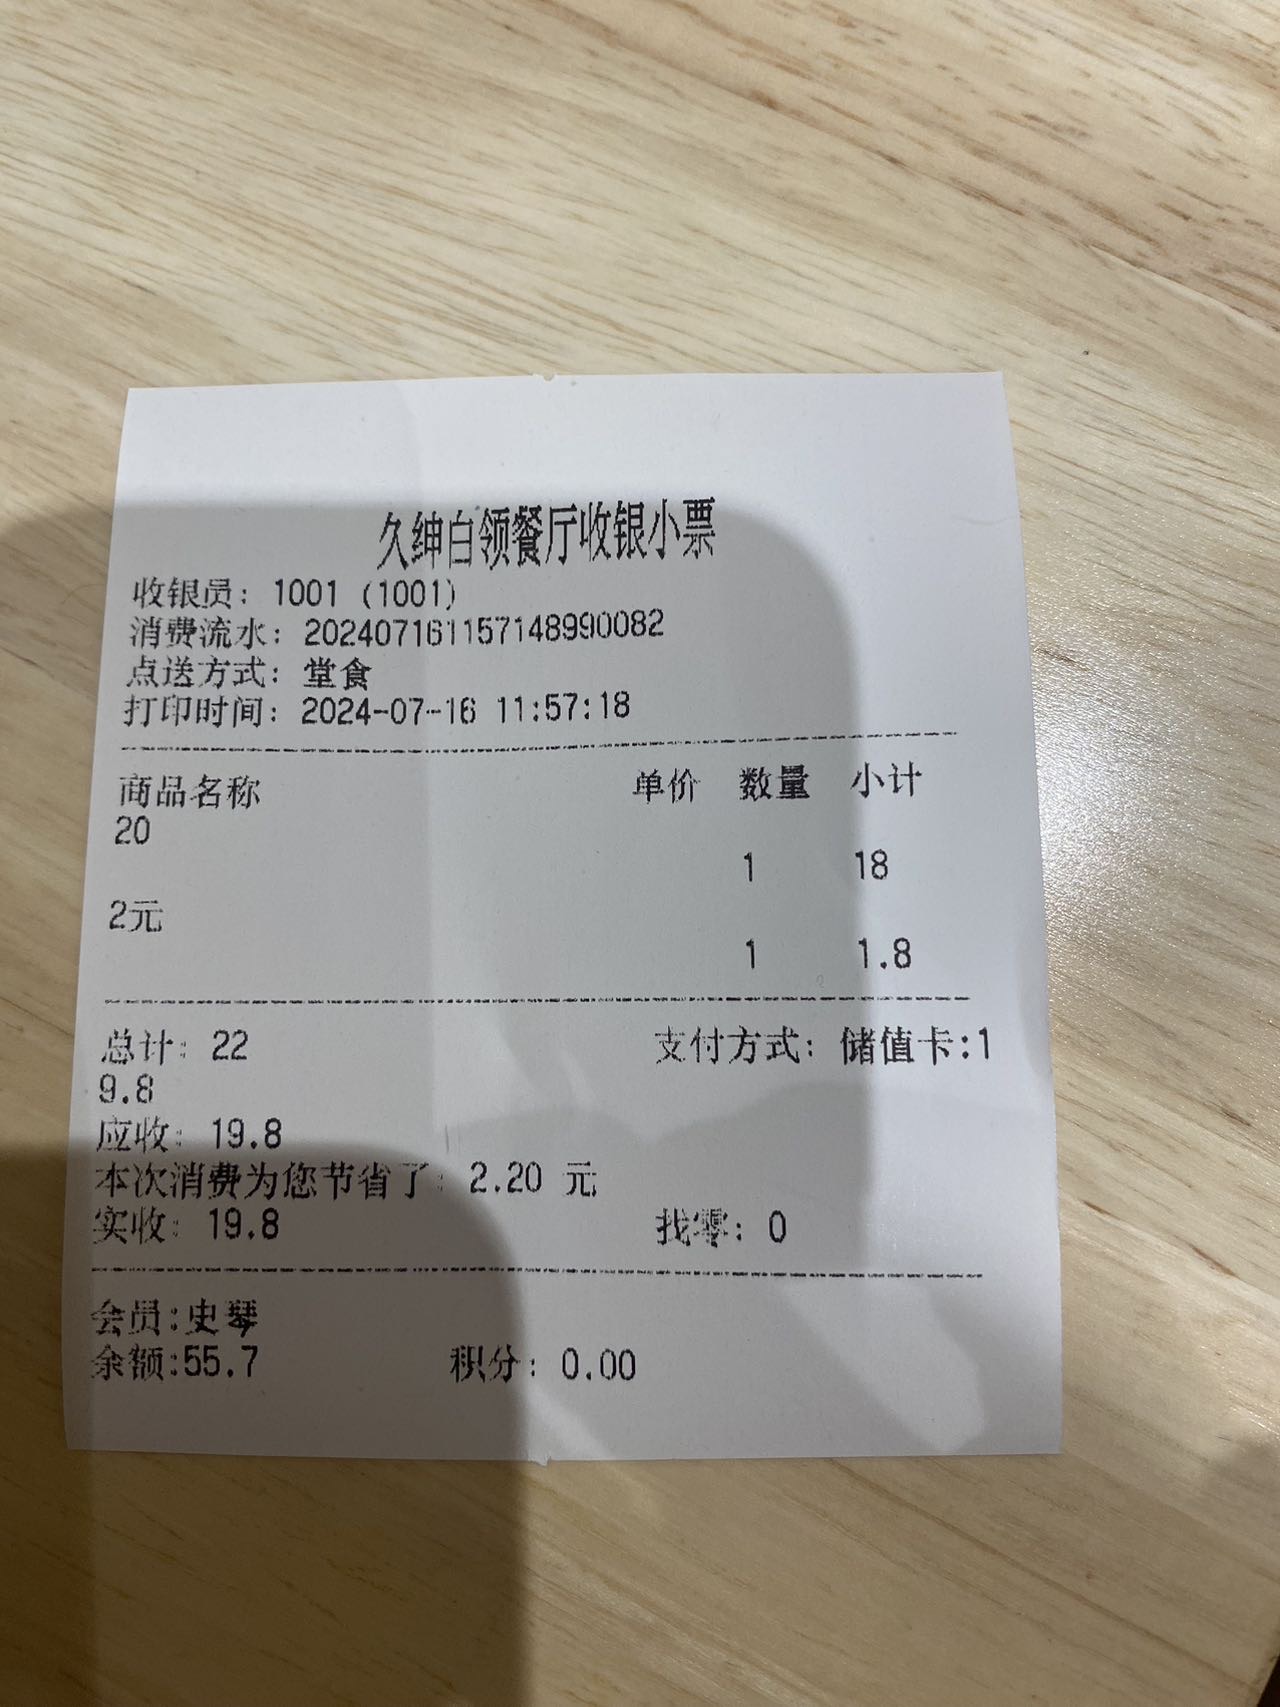 久绅白领餐厅收银小票
收银员: 1001 (1001)
消费流水: 202407161157148990082
点送方式: 堂食
打印时间: 2024-07-16 11:57:18
商品名称 单价 数量 小计
20
1 18
2元
1 1.8
总计: 22 支付方式: 储值卡:1
9.8
应收: 19.8
本次消费为您节省了: 2.20 元
实收: 19.8 找零: 0
会员:史琴
余额:55.7 积分: 0.00